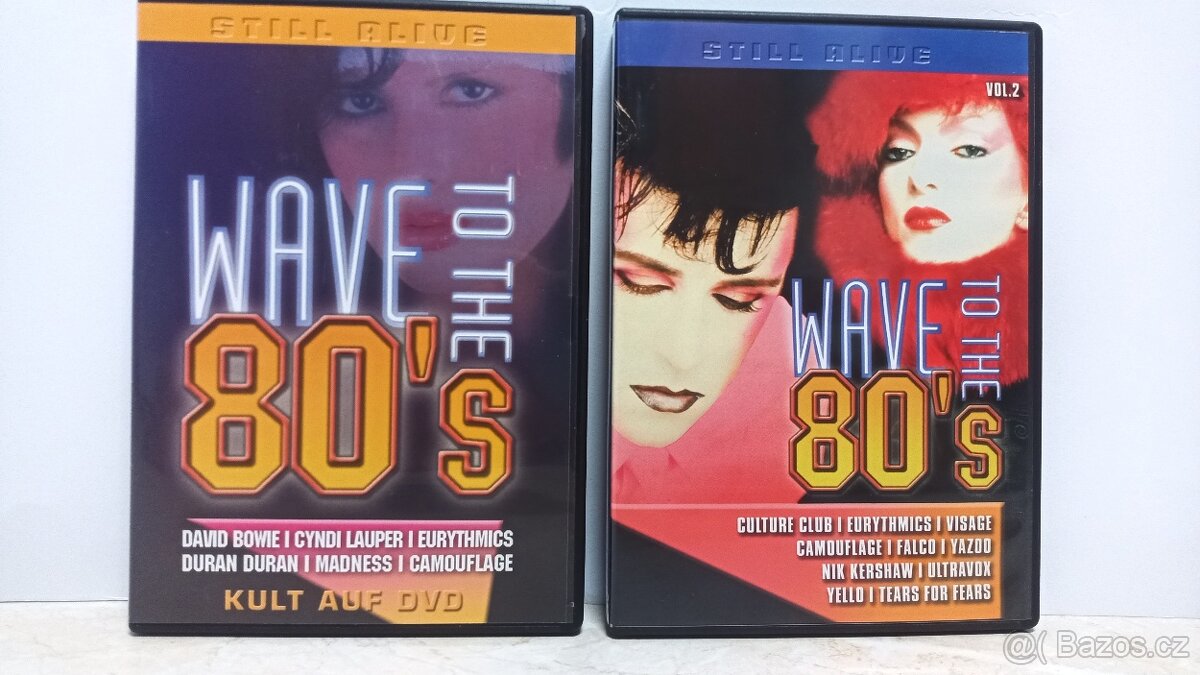 STILL ALIVE
WAVE
TO THE
80's
DAVID BOWIE | CYNDI LAUPER | EURYTHMICS
DURAN DURAN | MADNESS | CAMOUFLAGE
KULT AUF DVD
STILL ALIVE
VOL.2
WAVE
TO THE
80's
CULTURE CLUB | EURYTHMICS | VISAGE
CAMOUFLAGE | FALCO | YAZOO
NIK KERSHAW | ULTRAVOX
YELLO | TEARS FOR FEARS
@( Bazos.cz